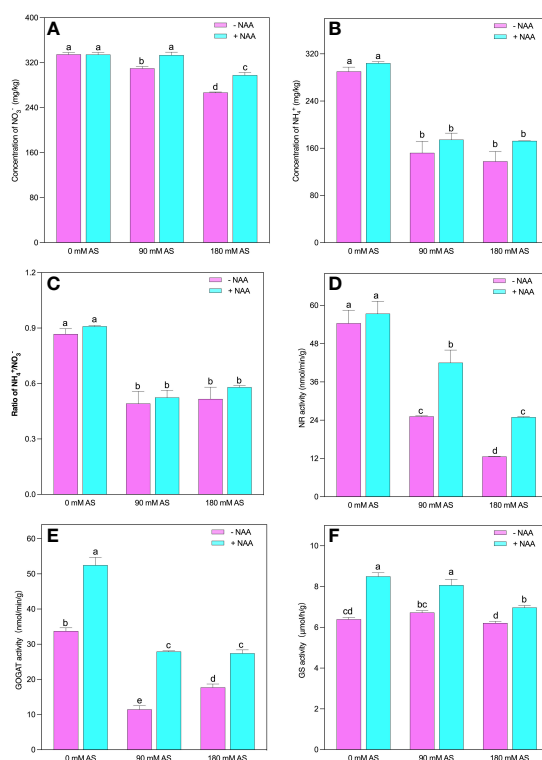 A
- NAA
+ NAA
Concentration of NO₃⁻ (mg/kg)
400
320
240
160
80
0
a
a
b
a
d
c
0 mM AS
90 mM AS
180 mM AS
B
- NAA
+ NAA
Concentration of NH₄⁺ (mg/kg)
320
240
160
80
0
a
a
b
b
b
b
0 mM AS
90 mM AS
180 mM AS
C
- NAA
+ NAA
Ratio of NH₄⁺/NO₃⁻
1.2
0.9
0.6
0.3
0.0
a
a
b
b
b
b
0 mM AS
90 mM AS
180 mM AS
D
- NAA
+ NAA
NR activity (nmol/min/g)
60
48
36
24
12
0
a
a
c
b
d
c
0 mM AS
90 mM AS
180 mM AS
E
- NAA
+ NAA
GOGAT activity (nmol/min/g)
60
50
40
30
20
10
0
b
a
e
c
d
c
0 mM AS
90 mM AS
180 mM AS
F
- NAA
+ NAA
GS activity (μmol/h/g)
10
8
6
4
2
0
cd
a
bc
a
d
b
0 mM AS
90 mM AS
180 mM AS